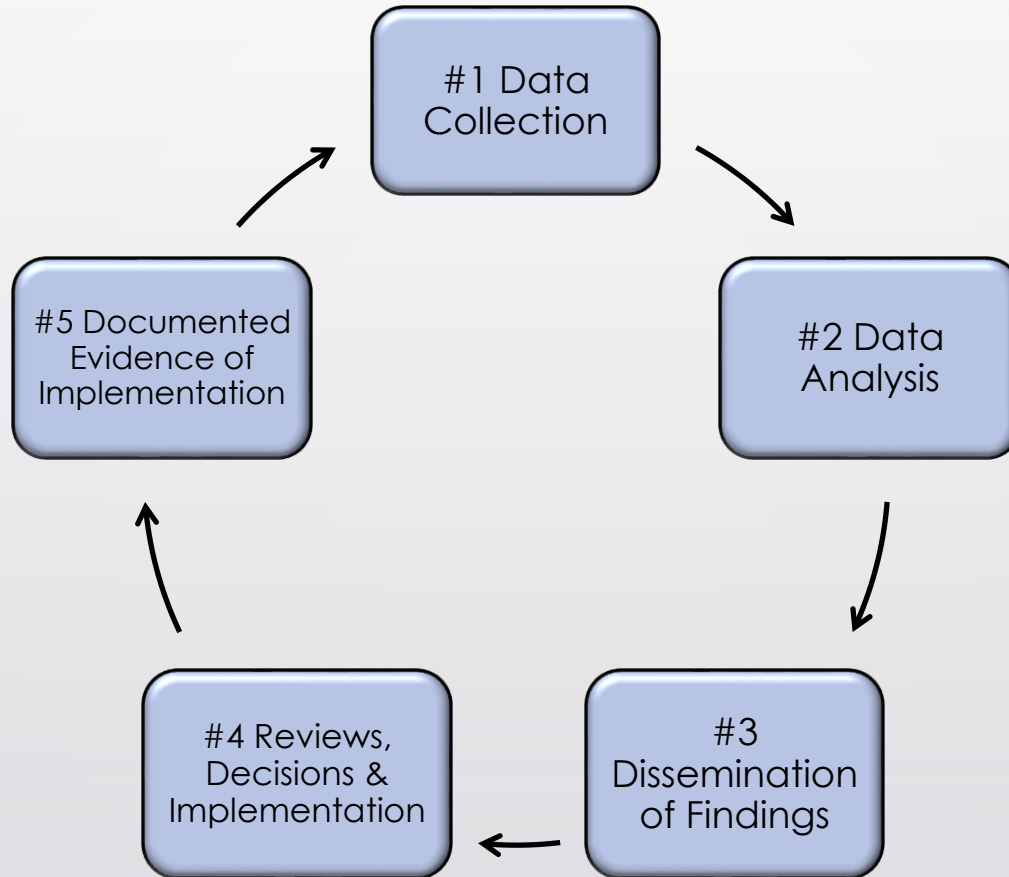 #1 Data
Collection
#2 Data
Analysis
#3
Dissemination
of Findings
#4 Reviews,
Decisions &
Implementation
#5 Documented
Evidence of
Implementation